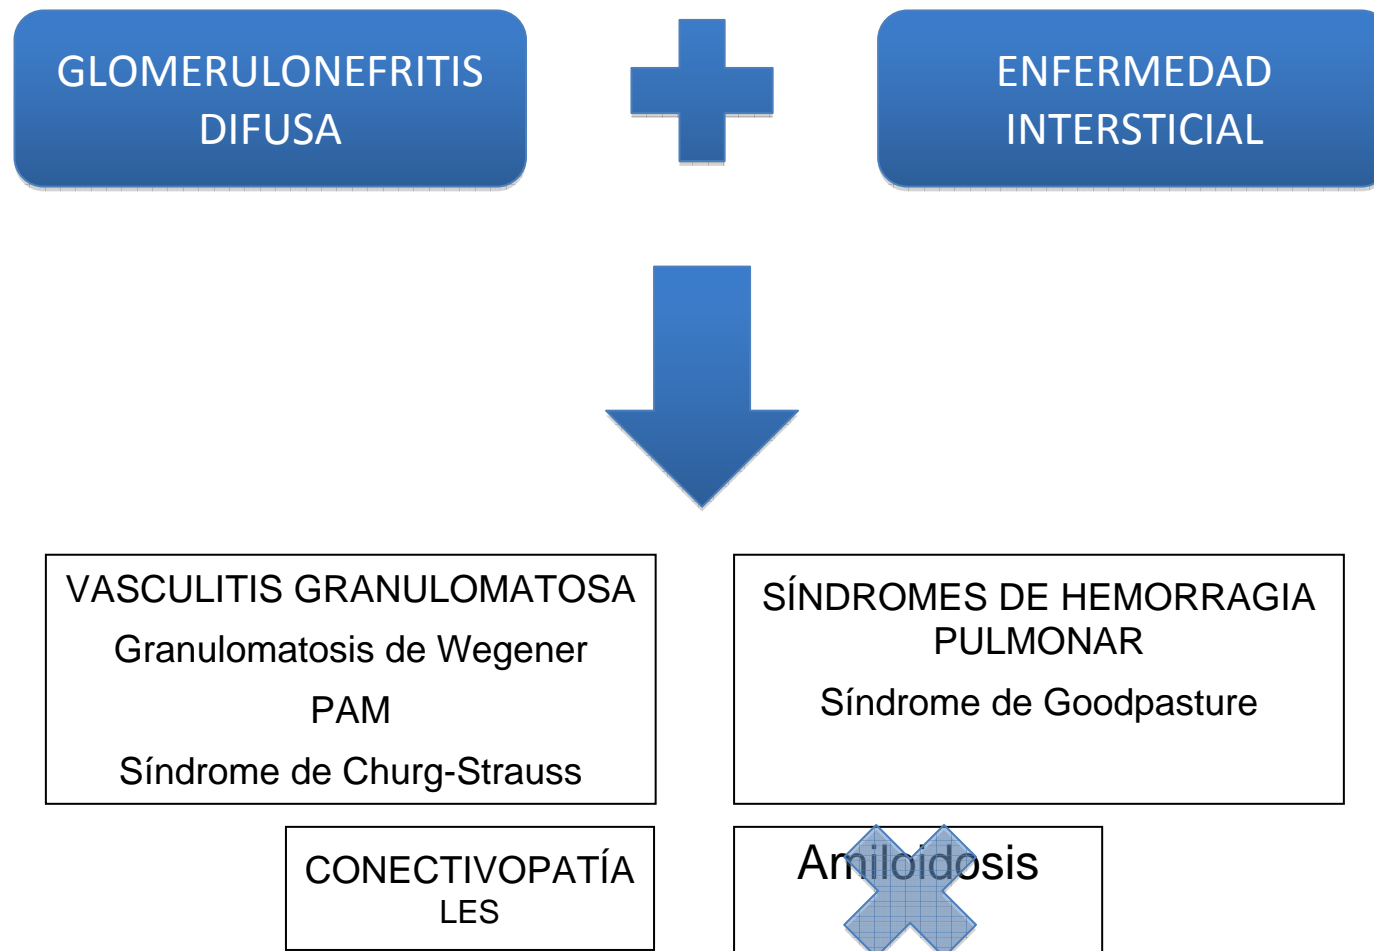 GLOMERULONEFRITIS
DIFUSA
ENFERMEDAD
INTERSTICIAL
VASCULITIS GRANULOMATOSA
Granulomatosis de Wegener
PAM
Síndrome de Churg-Strauss
SÍNDROMES DE HEMORRAGIA
PULMONAR
Síndrome de Goodpasture
CONECTIVOPATÍA
LES
Amiloidosis